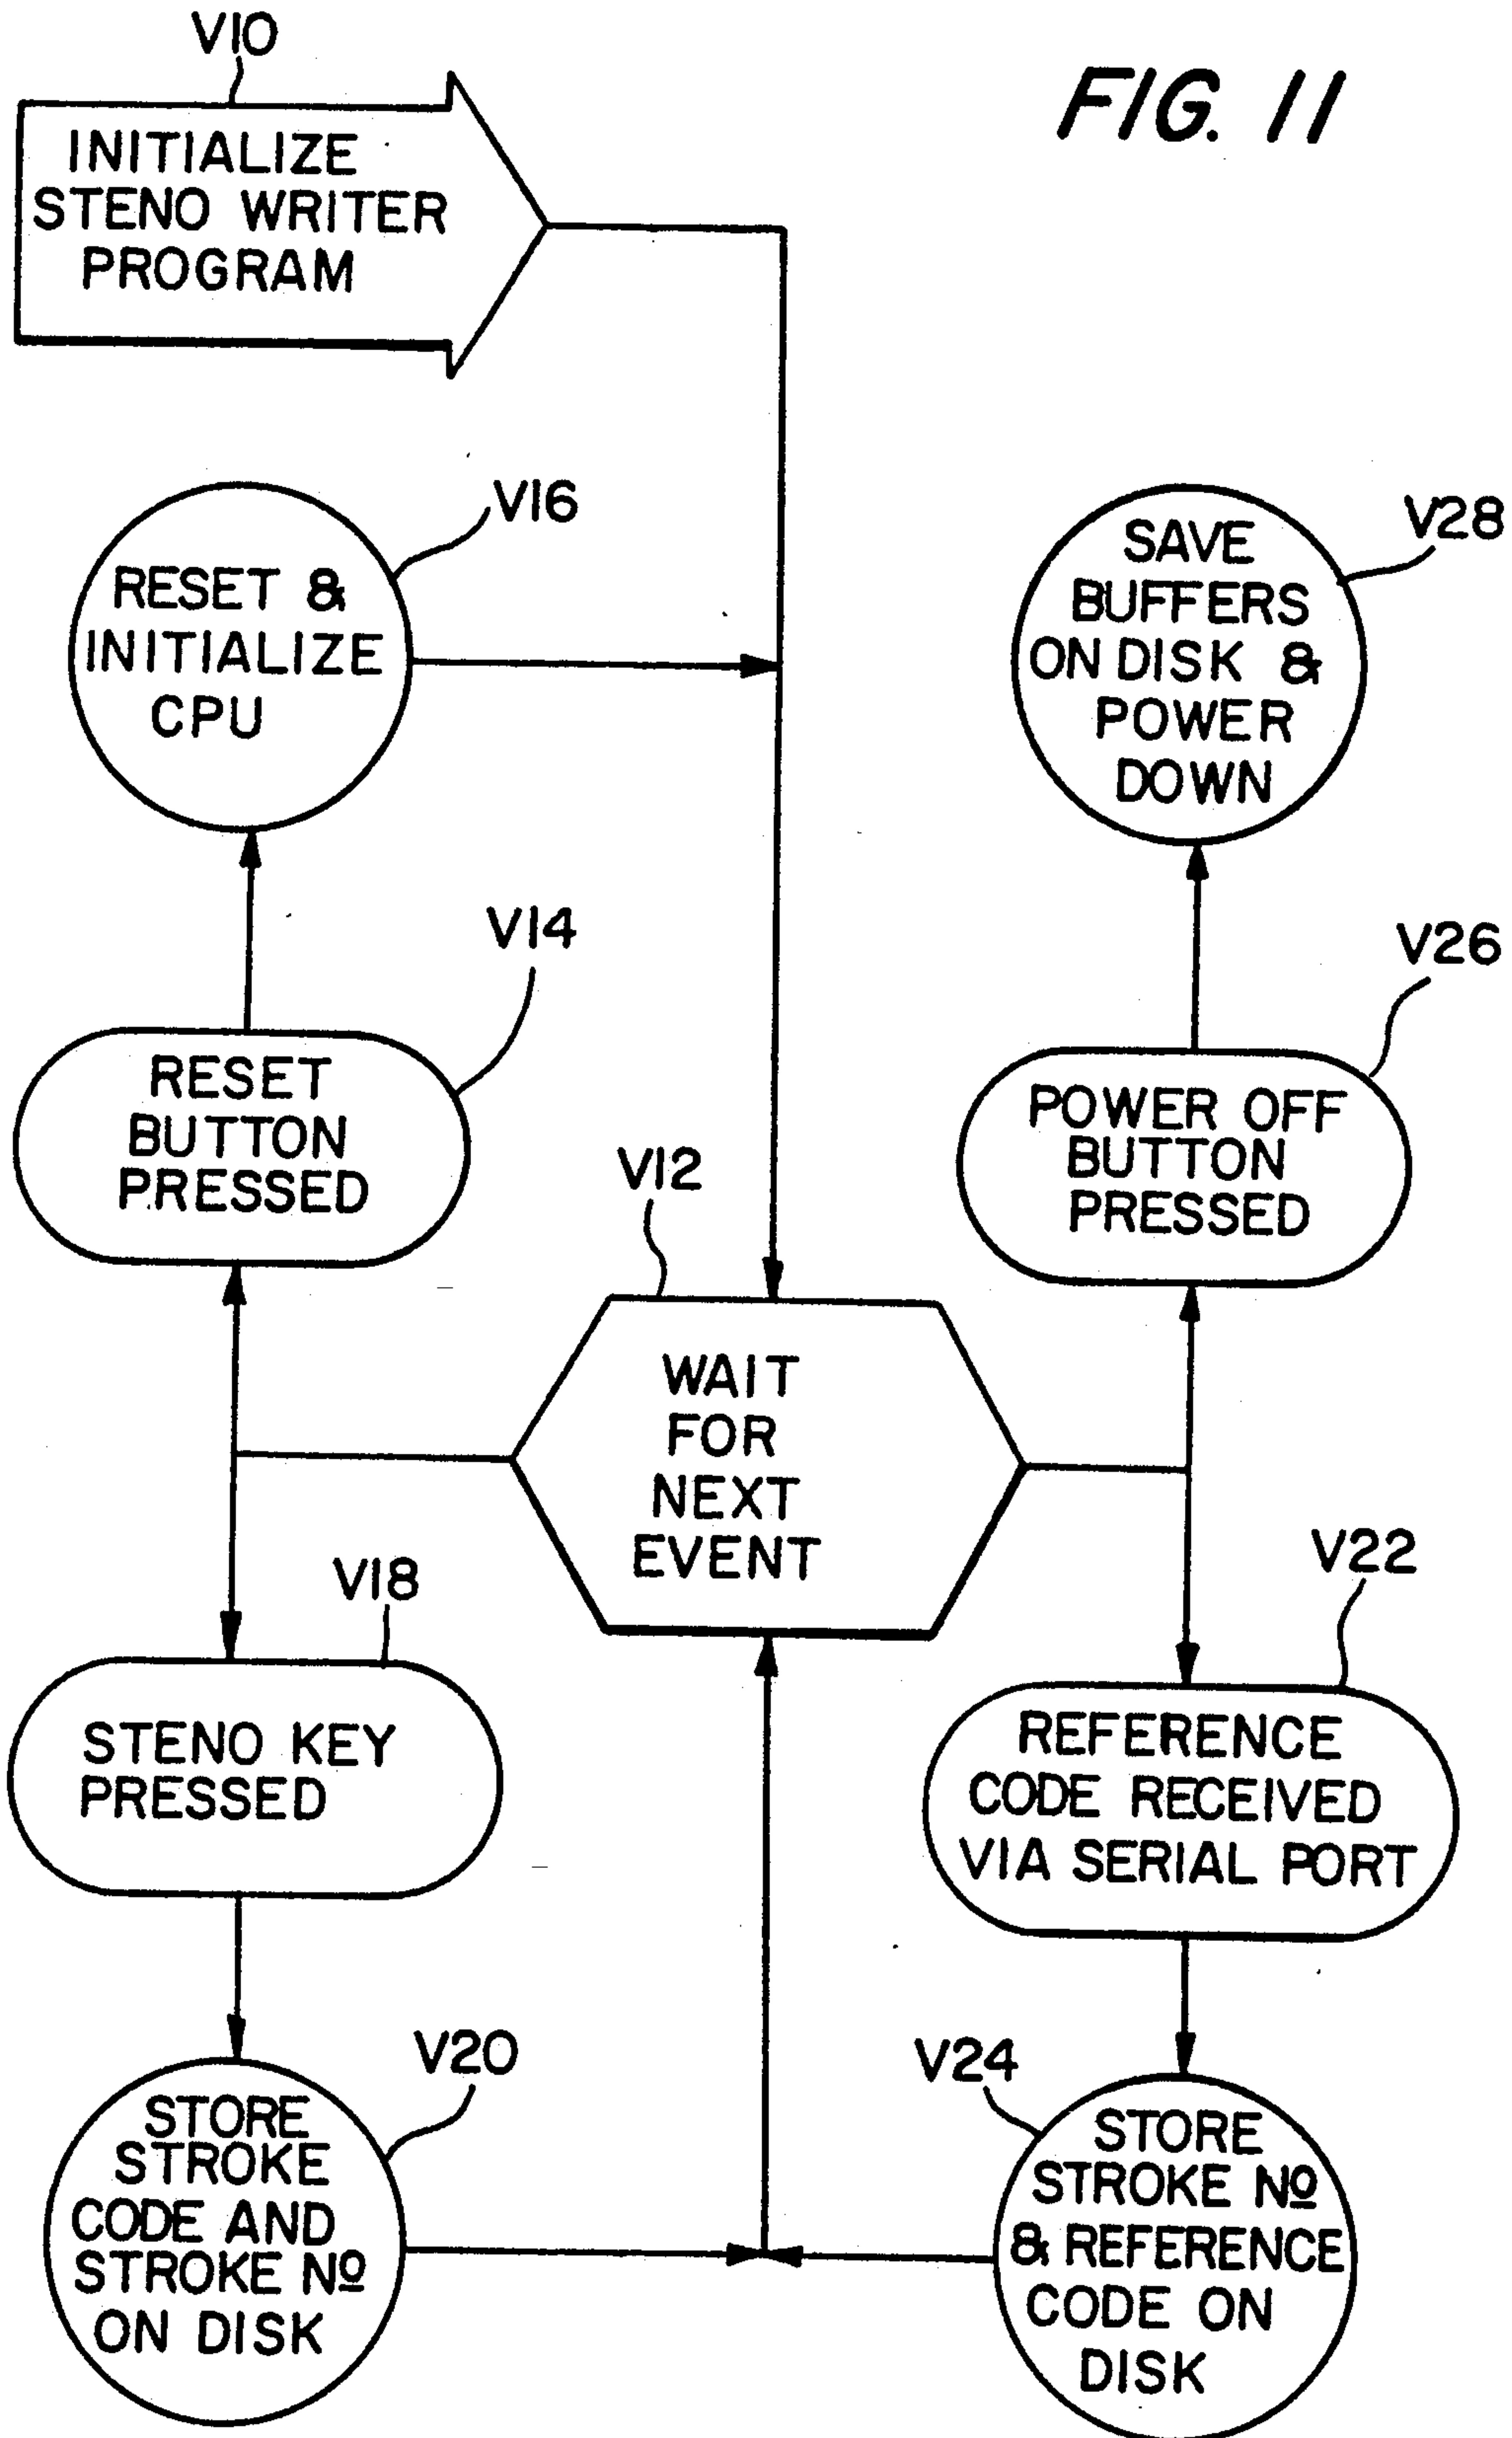 V10
FIG. 11
INITIALIZE
STENO WRITER
PROGRAM
V16
RESET &
INITIALIZE
CPU
V28
SAVE
BUFFERS
ON DISK &
POWER
DOWN
V14
RESET
BUTTON
PRESSED
V26
POWER OFF
BUTTON
PRESSED
V12
WAIT
FOR
NEXT
EVENT
V18
STENO KEY
PRESSED
V22
REFERENCE
CODE RECEIVED
VIA SERIAL PORT
V20
STORE
STROKE
CODE AND
STROKE Nº
ON DISK
V24
STORE
STROKE Nº
& REFERENCE
CODE ON
DISK